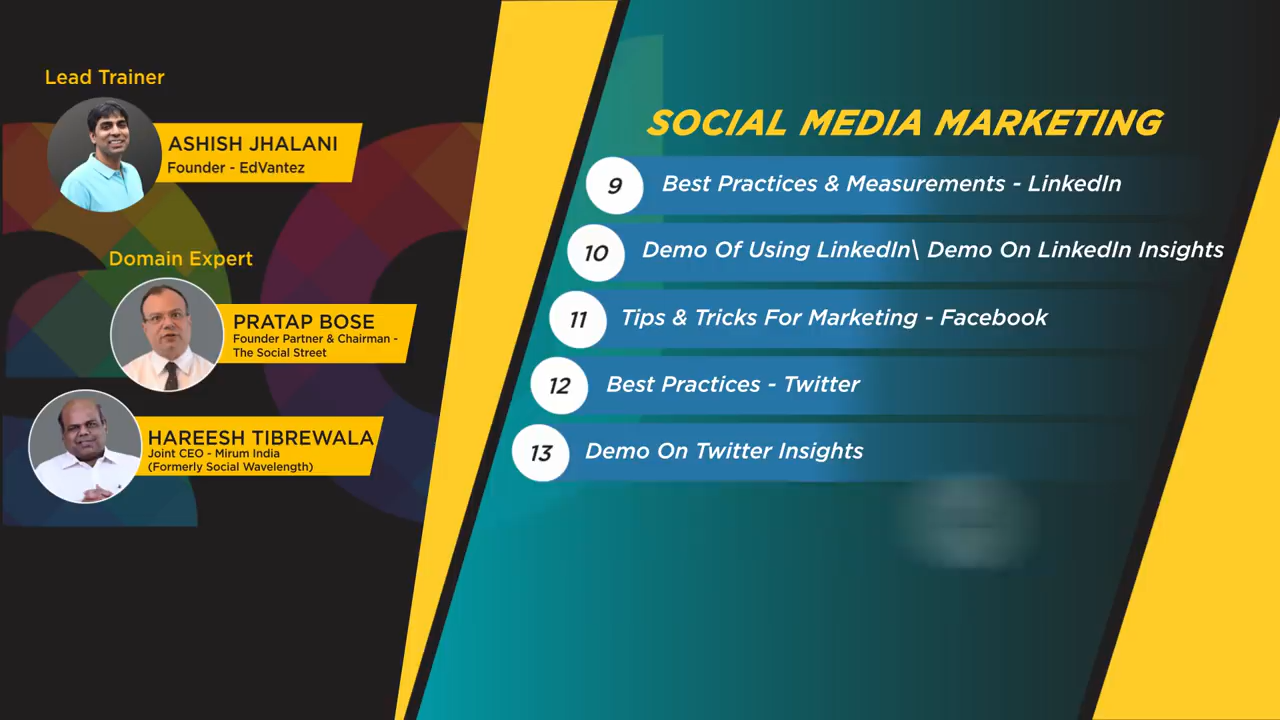 Lead Trainer
ASHISH JHALANI
Founder - EdVantez
Domain Expert
PRATAP BOSE
Founder Partner & Chairman -
The Social Street
HAREESH TIBREWALA
Joint CEO - Mirum India
(Formerly Social Wavelength)
SOCIAL MEDIA MARKETING
9 Best Practices & Measurements - LinkedIn
10 Demo Of Using LinkedIn\ Demo On LinkedIn Insights
11 Tips & Tricks For Marketing - Facebook
12 Best Practices - Twitter
13 Demo On Twitter Insights